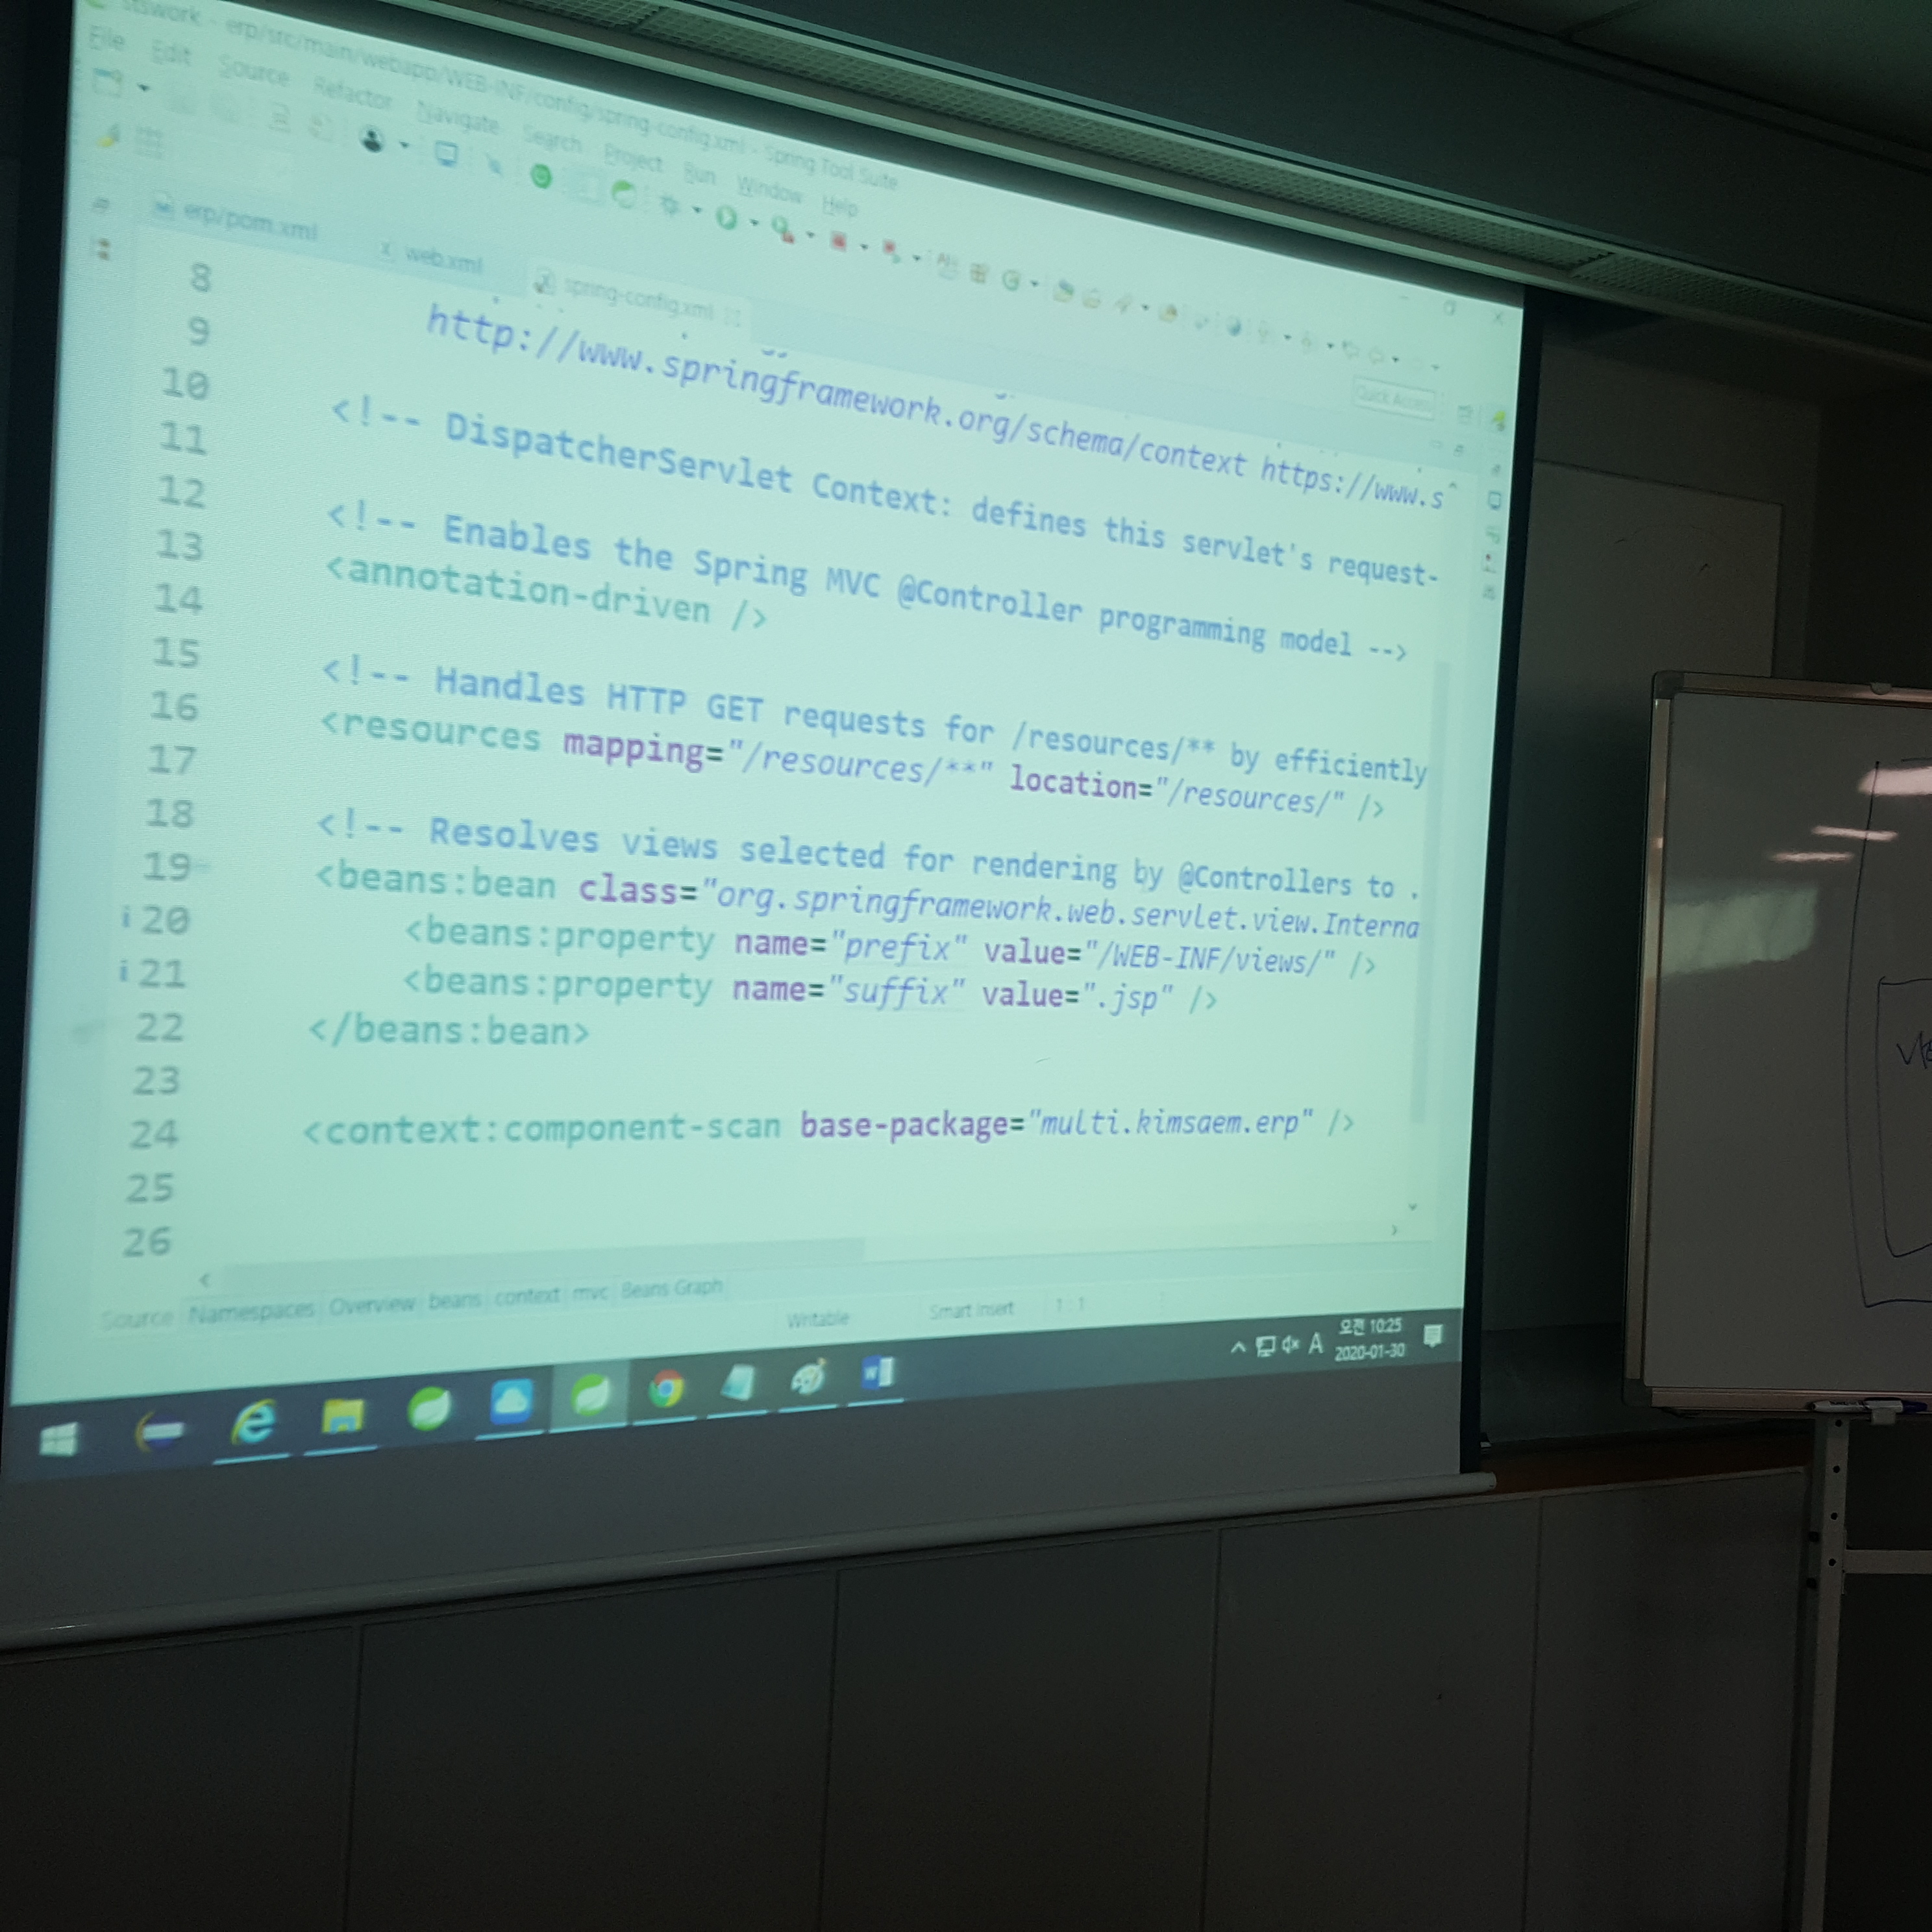 stswork - erp/src/main/webapp/WEB-INF/config/spring-config.xml - Spring Tool Suite
File Edit Source Refactor Navigate Search Project Run Window Help
Quick Access
erp/pom.xml web.xml spring-config.xml
8
9 http://www.springframework.org/schema/context https://www.s
10
11 <!-- DispatcherServlet Context: defines this servlet's request-
12
13 <!-- Enables the Spring MVC @Controller programming model -->
14 <annotation-driven />
15
16 <!-- Handles HTTP GET requests for /resources/** by efficiently
17 <resources mapping="/resources/**" location="/resources/" />
18
19 <!-- Resolves views selected for rendering by @Controllers to .
20 <beans:bean class="org.springframework.web.servlet.view.Interna
21 <beans:property name="prefix" value="/WEB-INF/views/" />
22 <beans:property name="suffix" value=".jsp" />
23 </beans:bean>
24
25 <context:component-scan base-package="multi.kimsaem.erp" />
26
Source Namespaces Overview beans context mvc Beans Graph
Writable Smart Insert 1 : 1
A 오전 10:25
2020-01-30